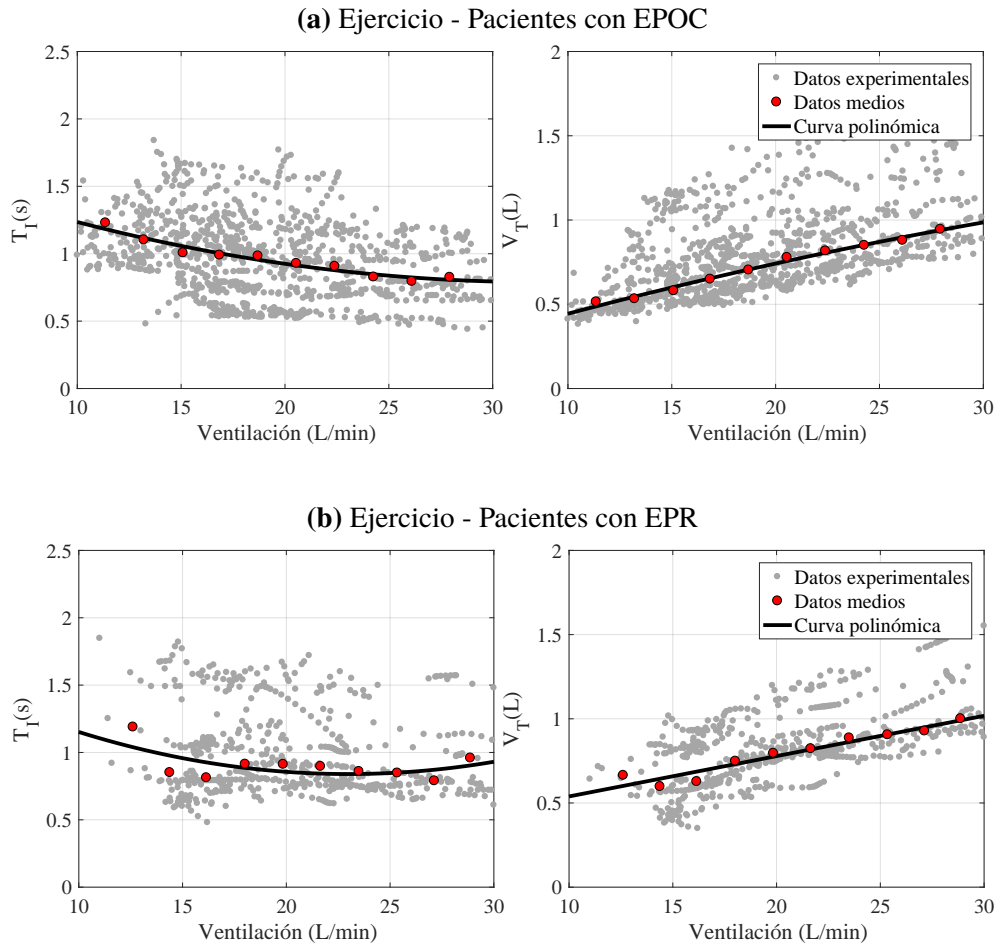 (a) Ejercicio - Pacientes con EPOC
2.5
2
1.5
1
0.5
0
10 15 20 25 30
T_I(s)
Ventilación (L/min)
2
1.5
1
0.5
0
10 15 20 25 30
V_T(L)
Ventilación (L/min)
Datos experimentales
Datos medios
Curva polinómica
(b) Ejercicio - Pacientes con EPR
2.5
2
1.5
1
0.5
0
10 15 20 25 30
T_I(s)
Ventilación (L/min)
2
1.5
1
0.5
0
10 15 20 25 30
V_T(L)
Ventilación (L/min)
Datos experimentales
Datos medios
Curva polinómica